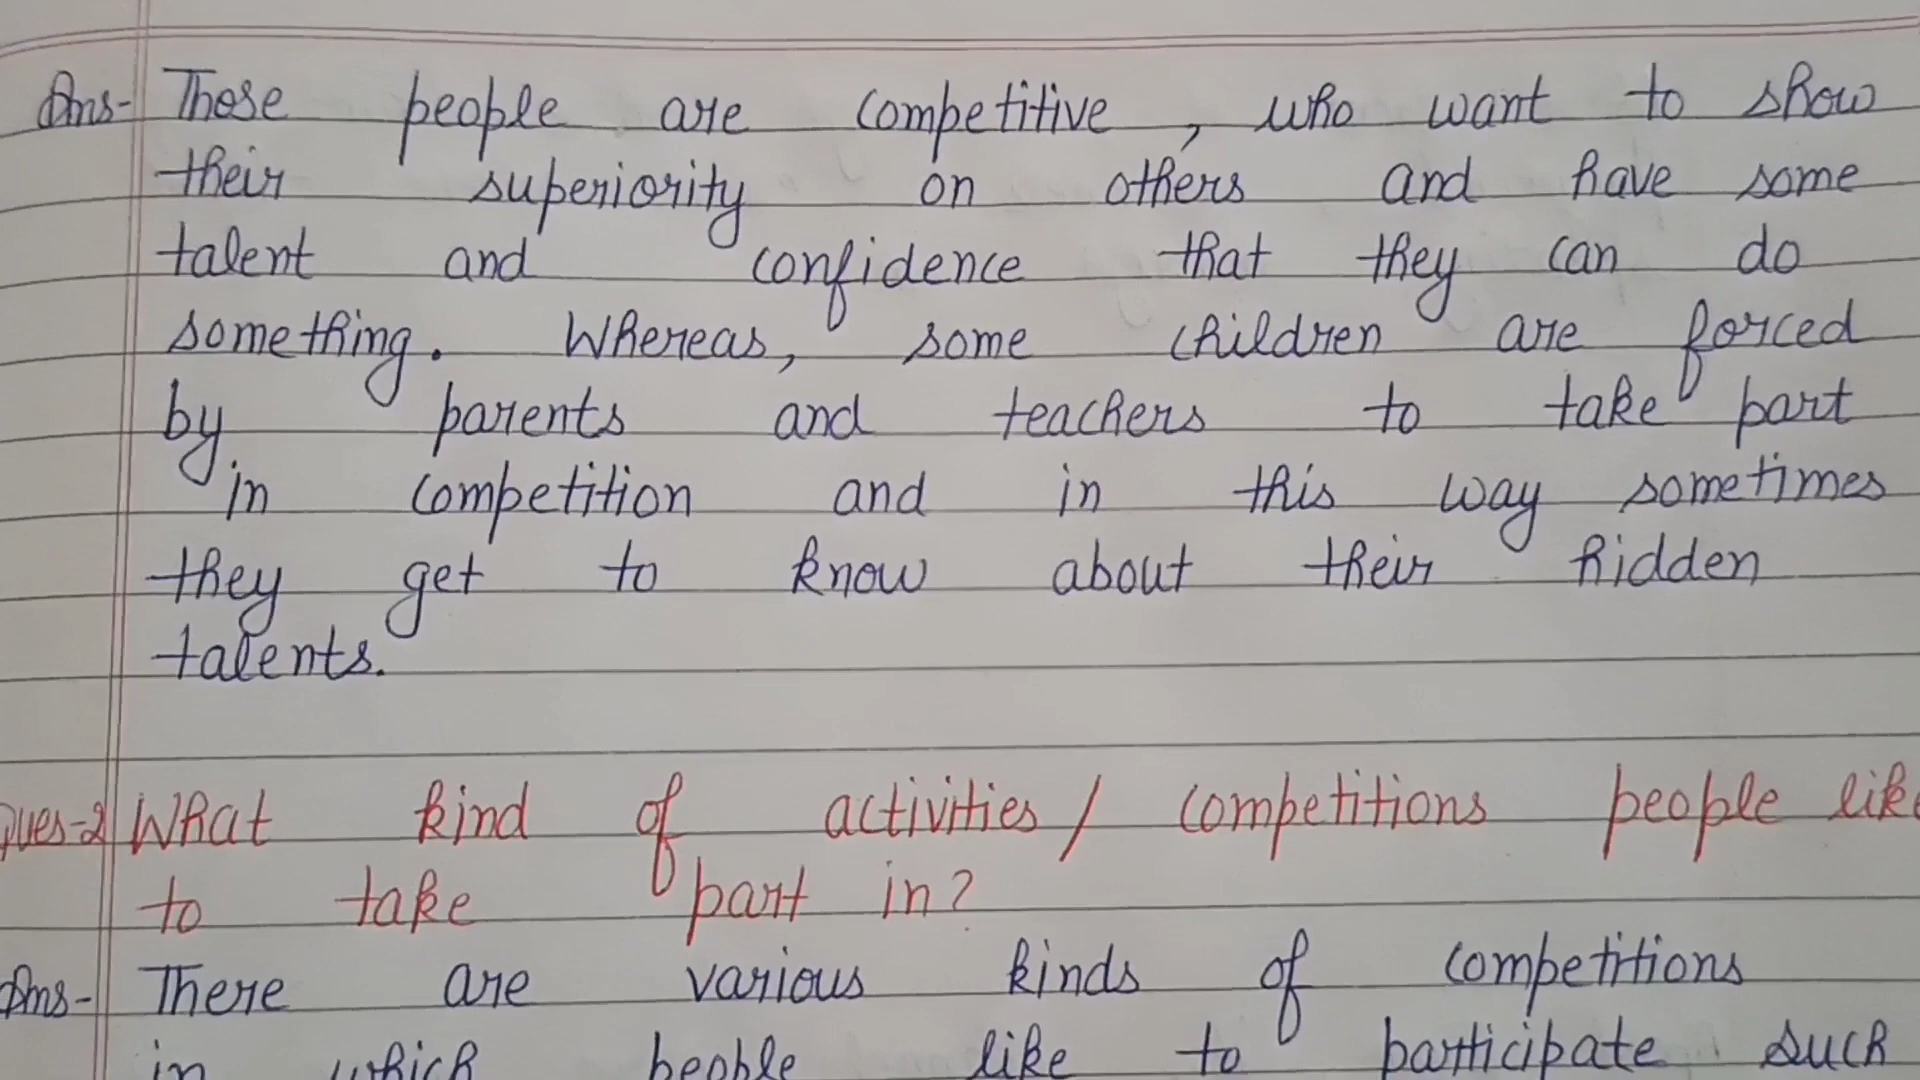 Ans- Those people are competitive, who want to show
their superiority on others and have some
talent and confidence that they can do
something. Whereas, some children are forced
by parents and teachers to take part
in competition and in this way sometimes
they get to know about their hidden
talents.
Ques-2 What kind of activities/ competitions people like
to take part in?
Ans- There are various kinds of competitions
in which people like to participate such